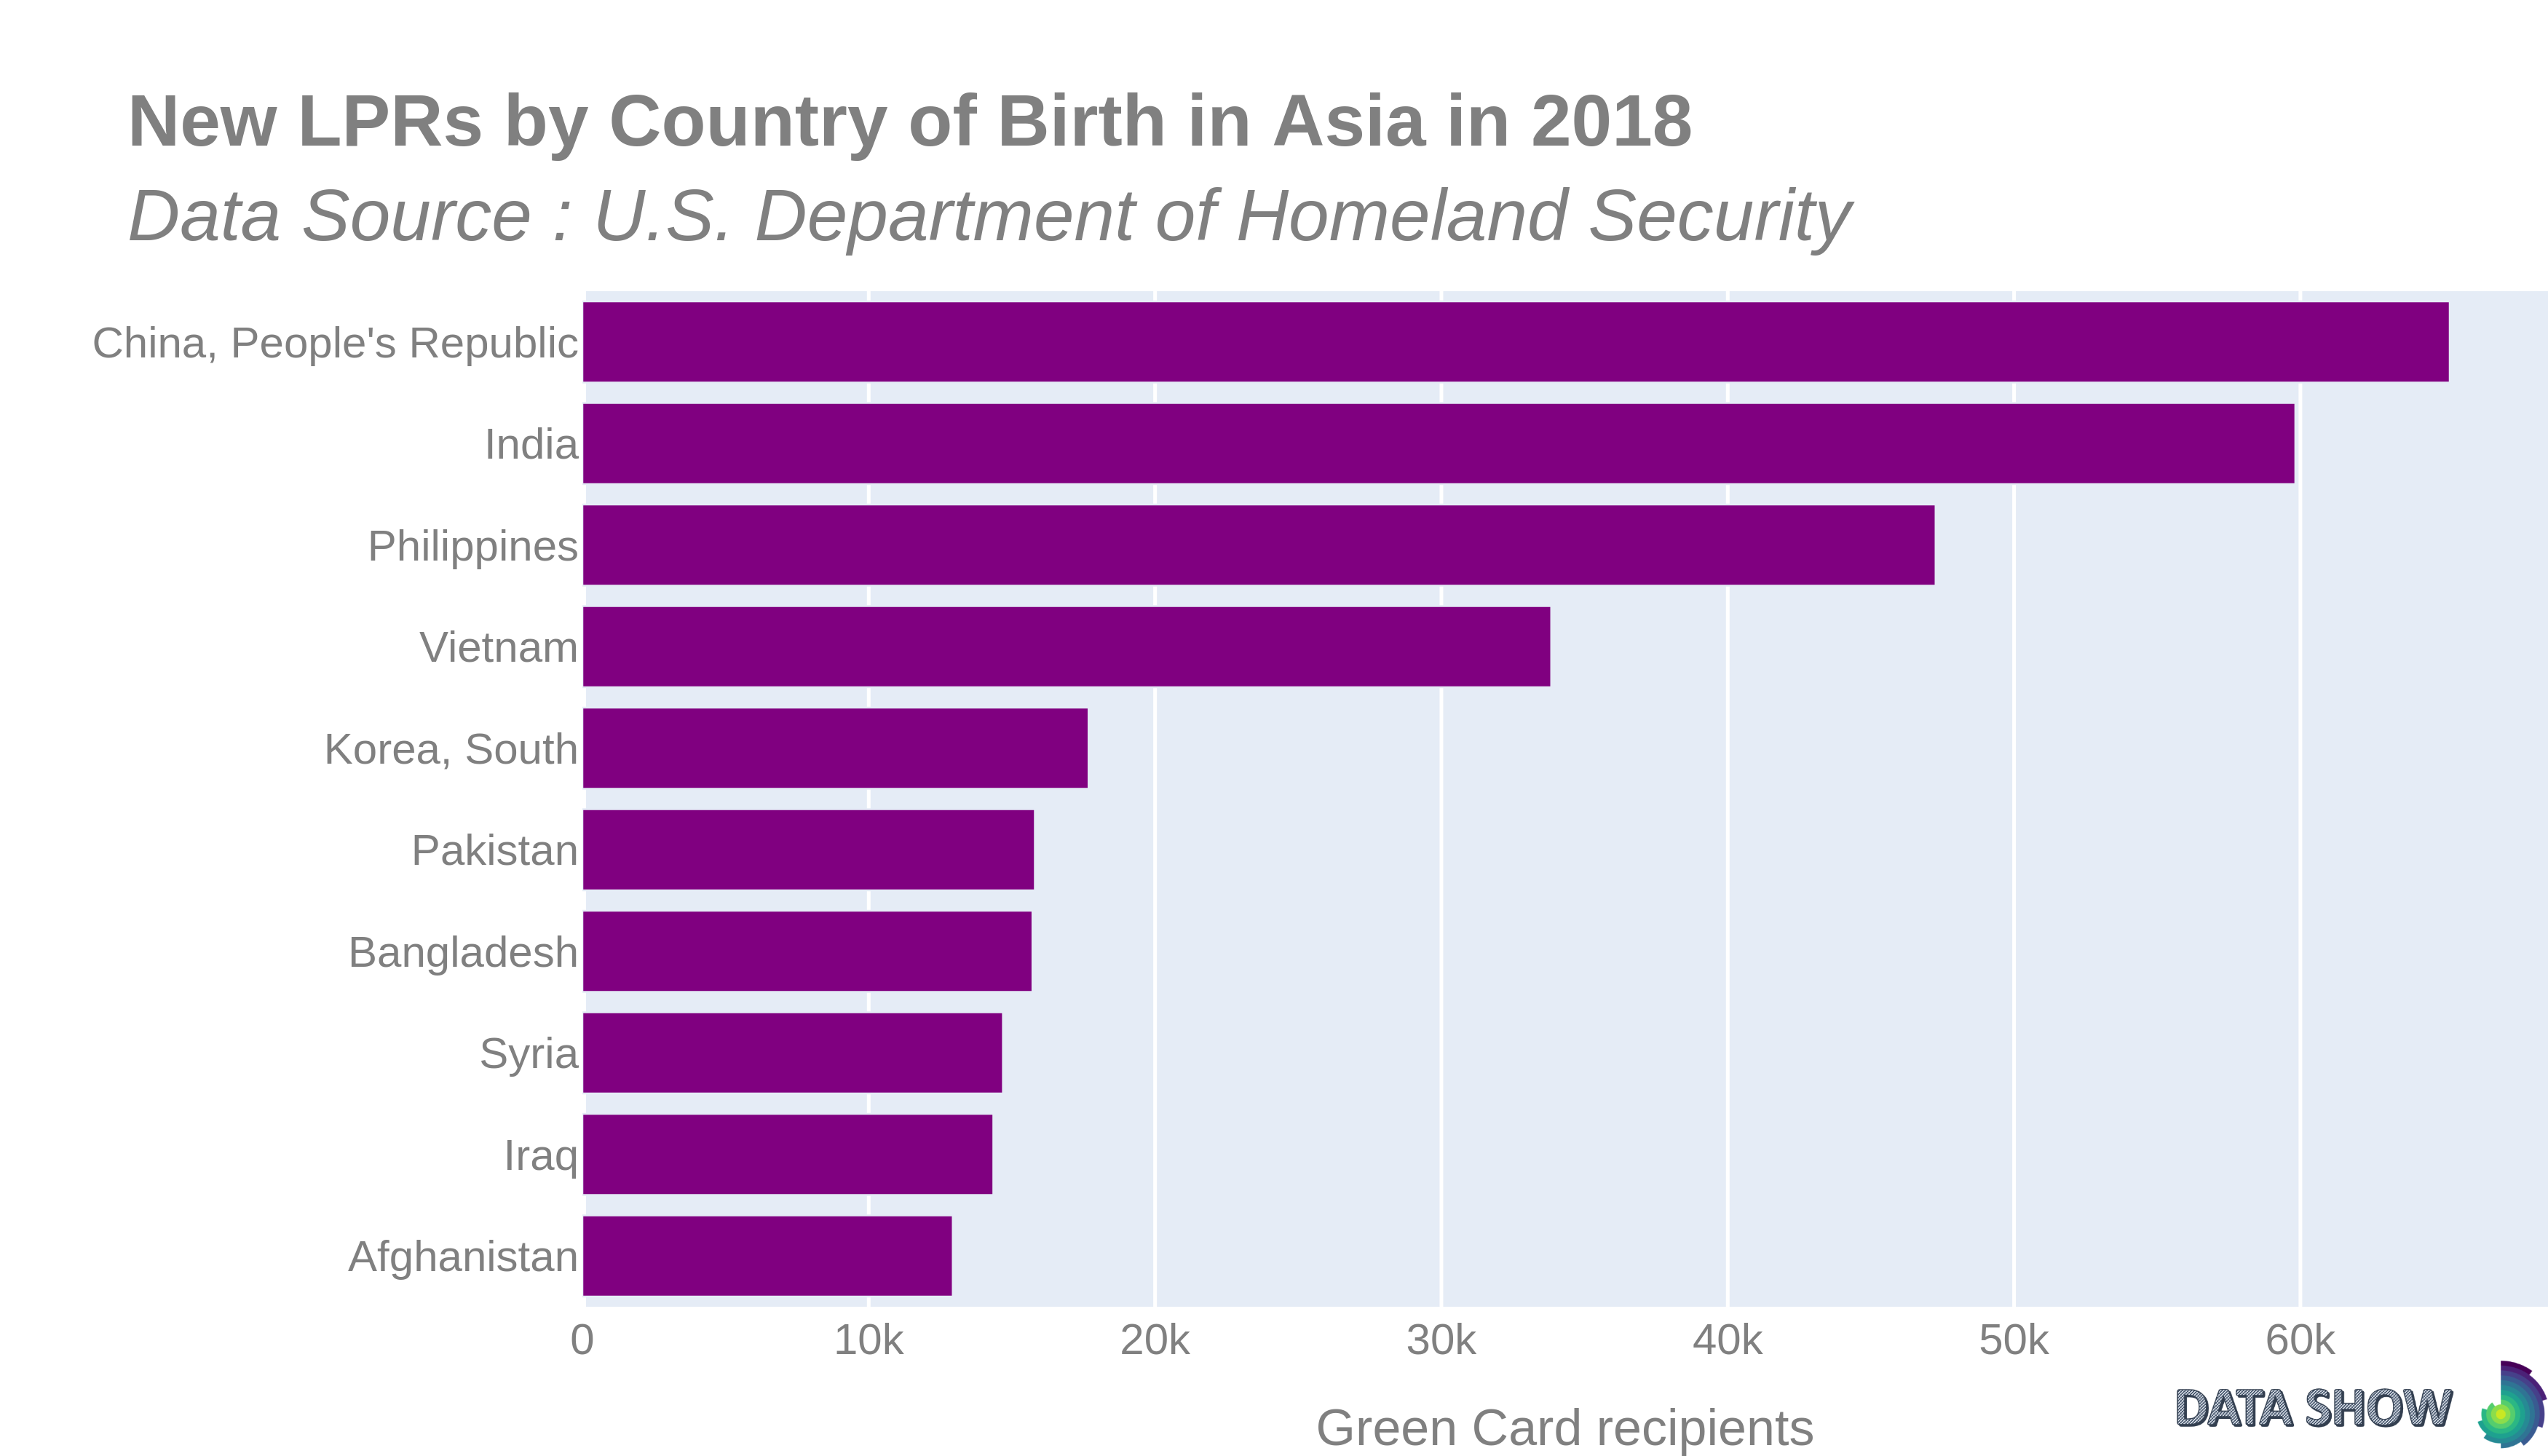 New LPRs by Country of Birth in Asia in 2018
Data Source : U.S. Department of Homeland Security
China, People's Republic
India
Philippines
Vietnam
Korea, South
Pakistan
Bangladesh
Syria
Iraq
Afghanistan
0 10k 20k 30k 40k 50k 60k
Green Card recipients
DATA SHOW